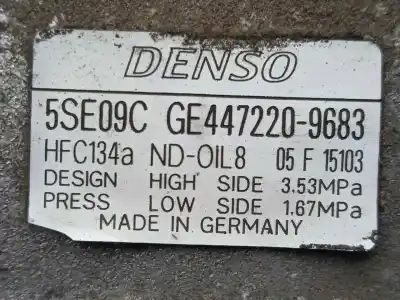 DENSO
5SE09C GE447220-9683
HFC134a ND-OIL8 05 F 15103
DESIGN HIGH SIDE 3.53MPa
PRESS LOW SIDE 1.67MPa
MADE IN GERMANY